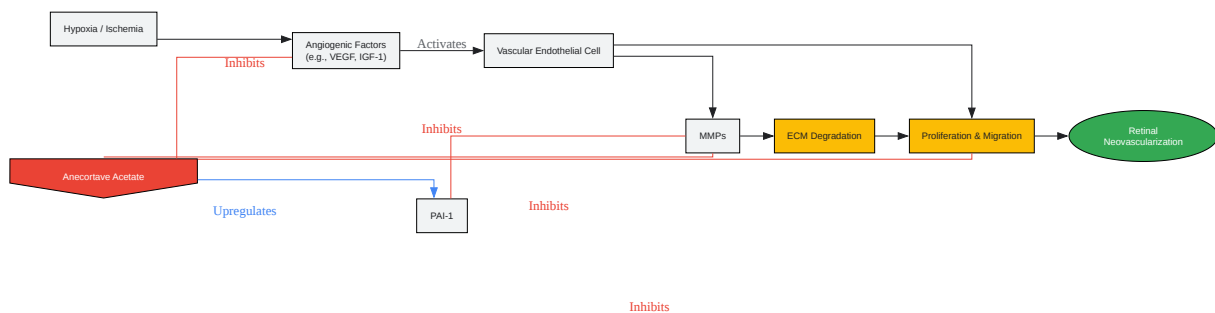 Hypoxia / Ischemia
Angiogenic Factors
(e.g., VEGF, IGF-1)
Activates
Vascular Endothelial Cell
Inhibits
Inhibits
MMPs
ECM Degradation
Proliferation & Migration
Retinal
Neovascularization
Anecortave Acetate
Upregulates
PAI-1
Inhibits
Inhibits